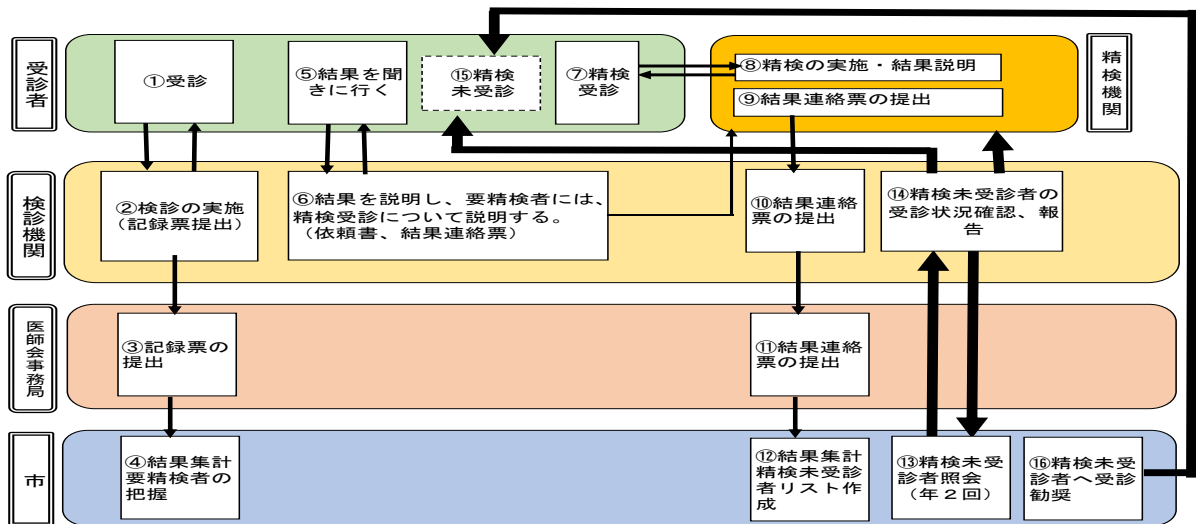 受診者
①受診
⑤結果を聞
きに行く
⑮精検
未受診
⑦精検
受診
⑧精検の実施・結果説明
⑨結果連絡票の提出
精検機関
検診機関
②検診の実施
(記録票提出)
⑥結果を説明し、要精検者には、
精検受診について説明する。
(依頼書、結果連絡票)
⑩結果連絡
票の提出
⑭精検未受診者の
受診状況確認、報
告
医師会事務局
③記録票の
提出
⑪結果連絡
票の提出
市
④結果集計
要精検者の
把握
⑫結果集計
精検未受診
者リスト作
成
⑬精検未受
診者照会
(年2回)
⑯精検未受
診者へ受診
勧奨